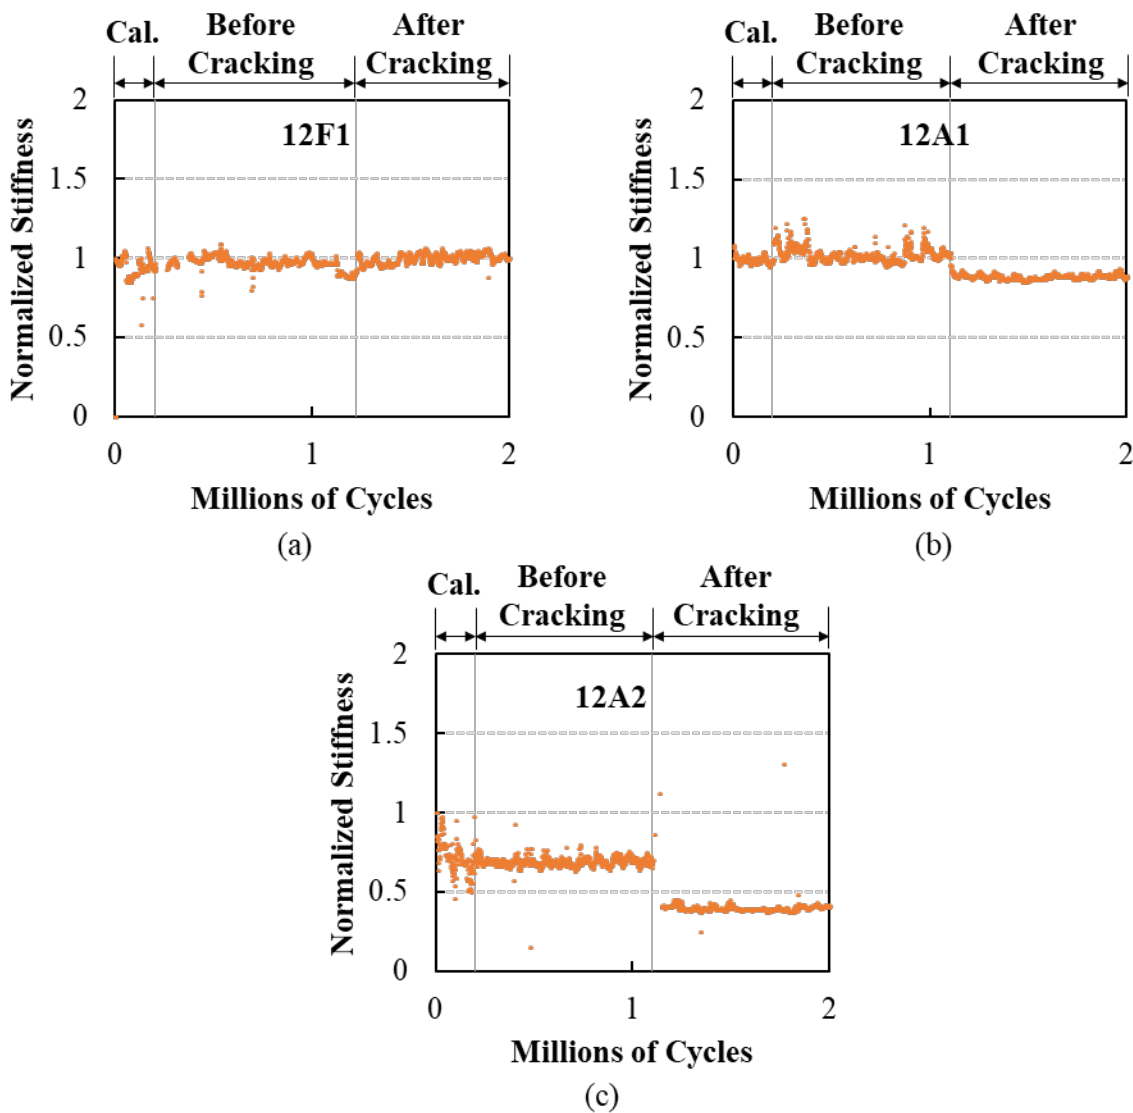 Cal.
Before
Cracking
After
Cracking
2
1.5
1
0.5
0
12F1
Normalized Stiffness
0
1
2
Millions of Cycles
(a)
Cal.
Before
Cracking
After
Cracking
2
1.5
1
0.5
0
12A1
Normalized Stiffness
0
1
2
Millions of Cycles
(b)
Cal.
Before
Cracking
After
Cracking
2
1.5
1
0.5
0
12A2
Normalized Stiffness
0
1
2
Millions of Cycles
(c)